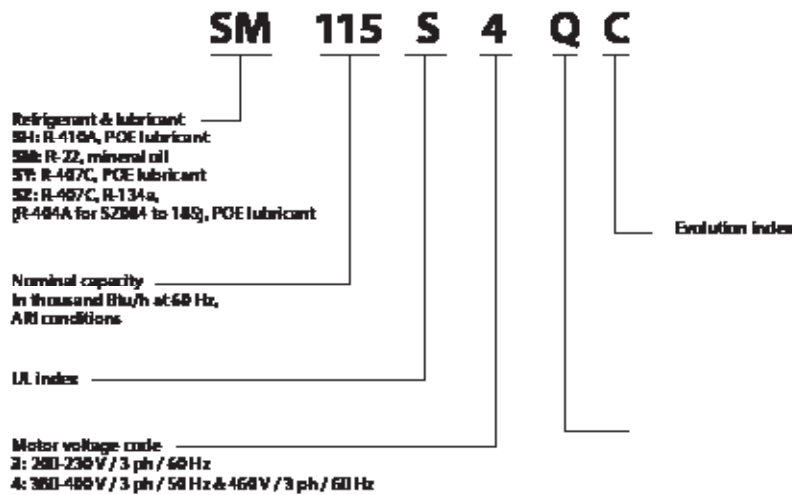 SM 115 S 4 Q C
Refrigerant & lubricant
SH: R-410A, POE lubricant
SM: R-22, mineral oil
SY: R-407C, POE lubricant
SZ: R-407C, R-134a,
(R-404A for SZ084 to 185), POE lubricant
Evolution index
Nominal capacity
In thousand Btu/h at 60 Hz,
ARI conditions
UL index
Motor voltage code
3: 200-230 V / 3 ph / 60 Hz
4: 380-400 V / 3 ph / 50 Hz & 460 V / 3 ph / 60 Hz